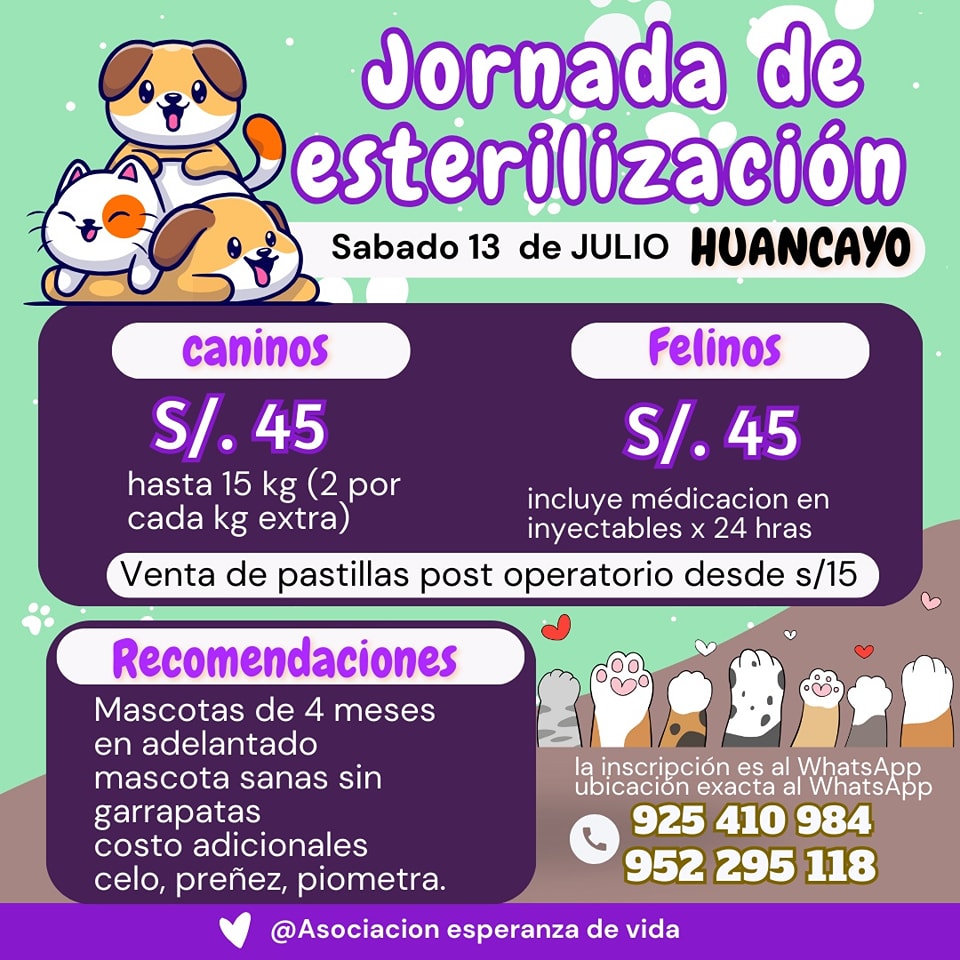 Jornada de
esterilización
Sabado 13 de JULIO HUANCAYO
caninos
S/. 45
hasta 15 kg (2 por
cada kg extra)
Felinos
S/. 45
incluye médicacion en
inyectables x 24 hras
Venta de pastillas post operatorio desde s/15
Recomendaciones
Mascotas de 4 meses
en adelantado
mascota sanas sin
garrapatas
costo adicionales
celo, preñez, piometra.
la inscripción es al WhatsApp
ubicación exacta al WhatsApp
925 410 984
952 295 118
@Asociacion esperanza de vida